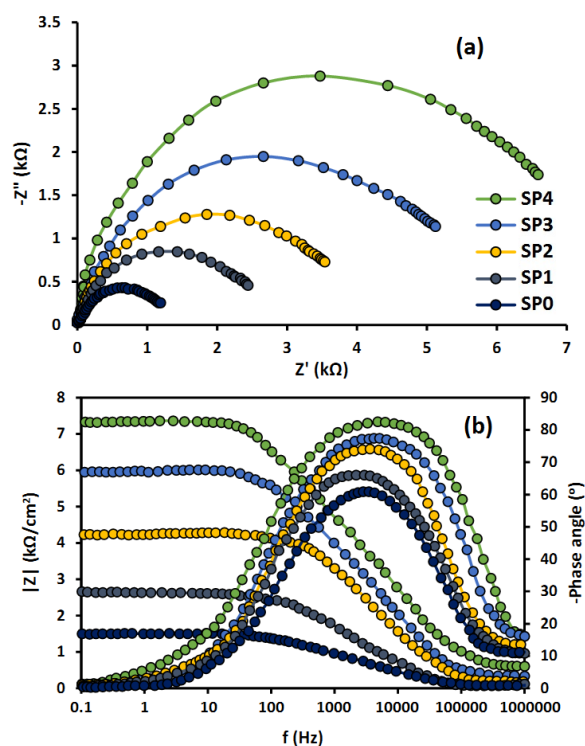 (a)
3.5
3
2.5
2
1.5
1
0.5
0
-Z'' (kΩ)
SP4
SP3
SP2
SP1
SP0
0 1 2 3 4 5 6 7
Z' (kΩ)
(b)
8
7
6
5
4
3
2
1
0
|Z| (kΩ/cm²)
90
80
70
60
50
40
30
20
10
0
-Phase angle (°)
0.1 1 10 100 1000 10000 100000 1000000
f (Hz)